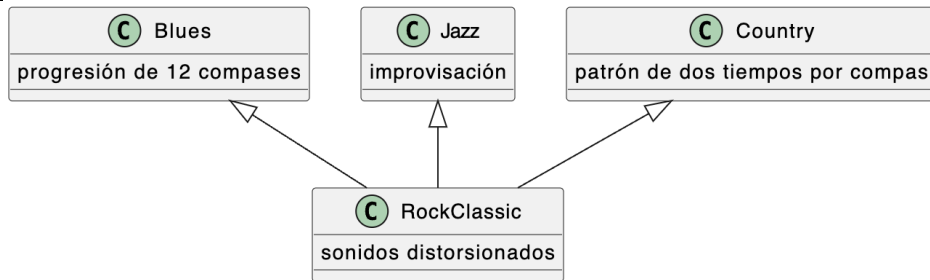 C Blues
progresión de 12 compases
C Jazz
improvisación
C Country
patrón de dos tiempos por compas
C RockClassic
sonidos distorsionados